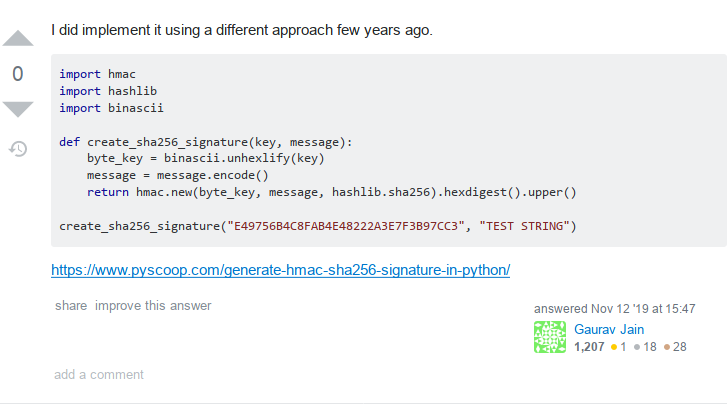 I did implement it using a different approach few years ago.
0
import hmac
import hashlib
import binascii
def create_sha256_signature(key, message):
    byte_key = binascii.unhexlify(key)
    message = message.encode()
    return hmac.new(byte_key, message, hashlib.sha256).hexdigest().upper()
create_sha256_signature("E49756B4C8FAB4E48222A3E7F3B97CC3", "TEST STRING")
https://www.pyscoop.com/generate-hmac-sha256-signature-in-python/
share improve this answer
answered Nov 12 '19 at 15:47
Gaurav Jain
1,207 ●1 ●18 ●28
add a comment